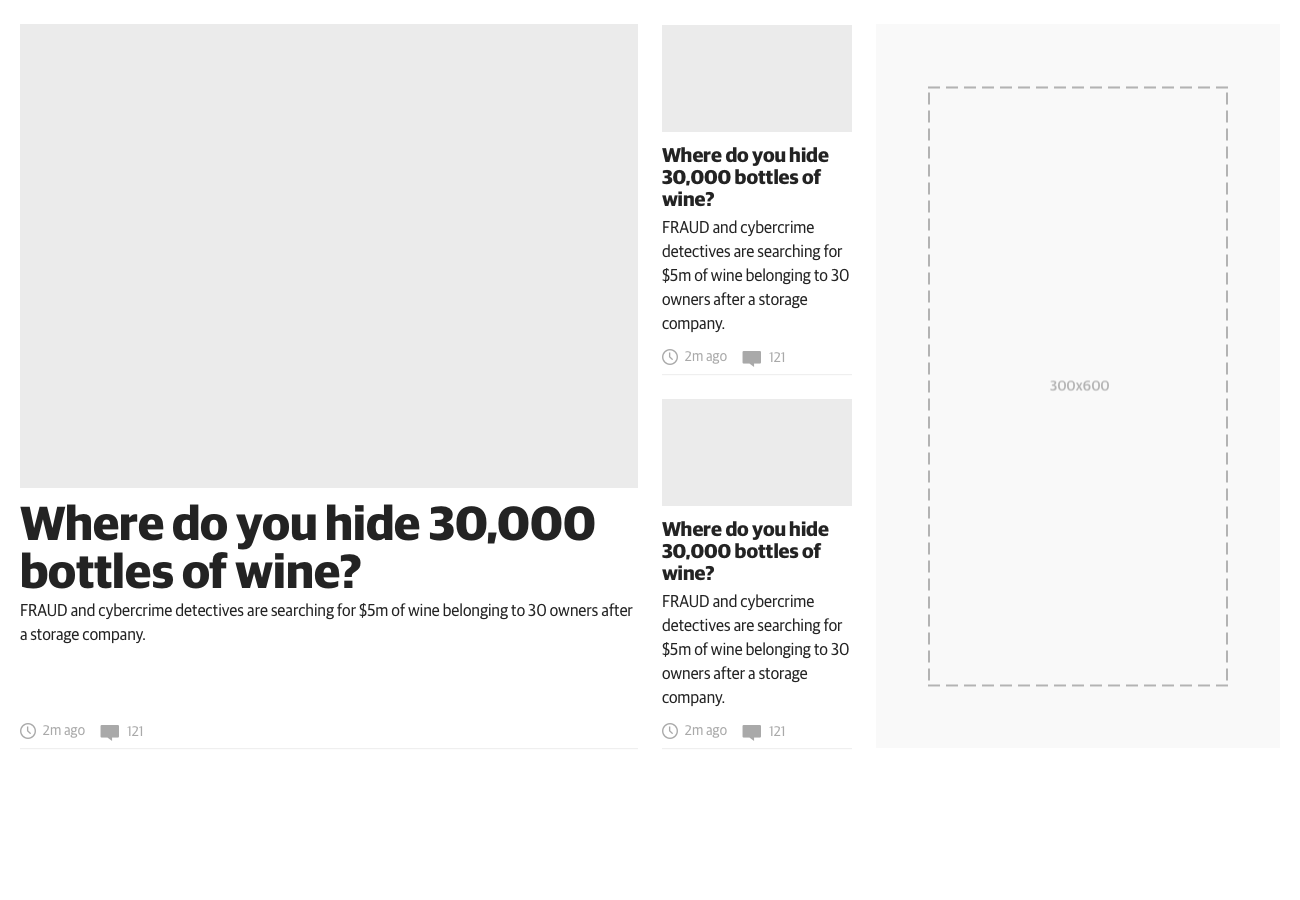 Where do you hide 30,000
bottles of wine?
FRAUD and cybercrime detectives are searching for $5m of wine belonging to 30 owners after
a storage company.
2m ago 121
Where do you hide
30,000 bottles of
wine?
FRAUD and cybercrime
detectives are searching for
$5m of wine belonging to 30
owners after a storage
company.
2m ago 121
Where do you hide
30,000 bottles of
wine?
FRAUD and cybercrime
detectives are searching for
$5m of wine belonging to 30
owners after a storage
company.
2m ago 121
300x600